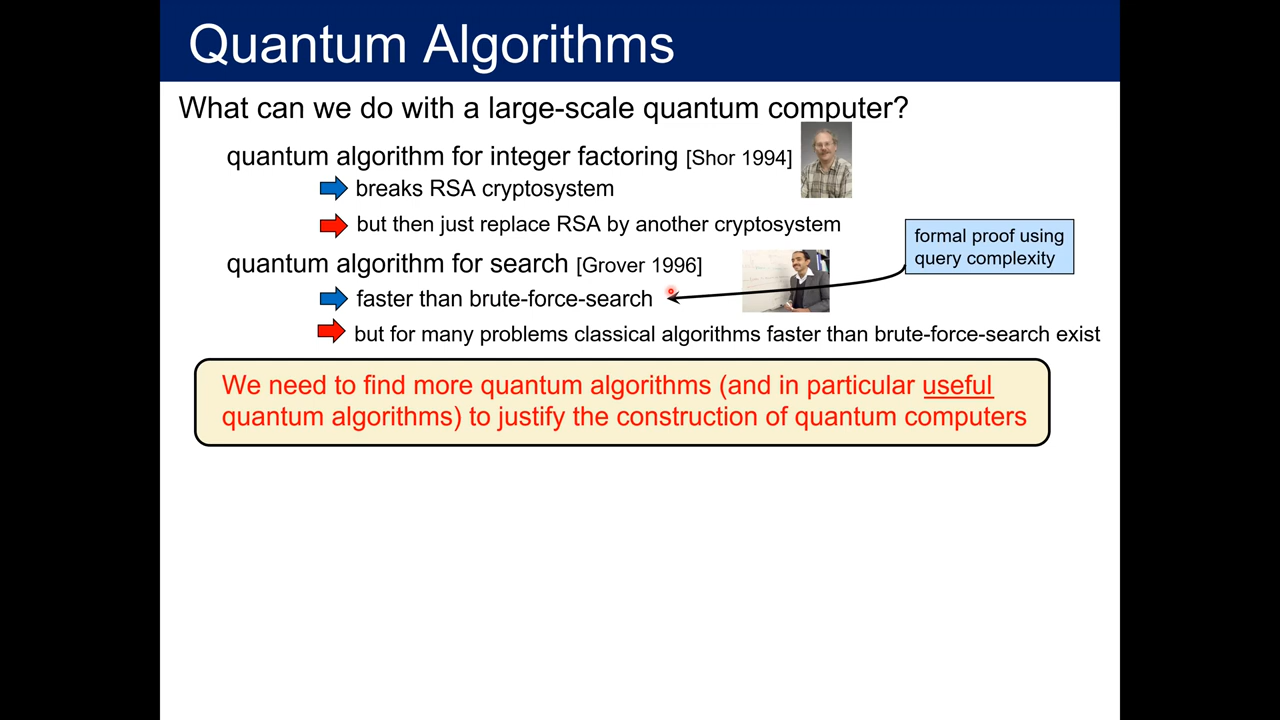 Quantum Algorithms
What can we do with a large-scale quantum computer?
quantum algorithm for integer factoring [Shor 1994]
breaks RSA cryptosystem
but then just replace RSA by another cryptosystem
formal proof using
query complexity
quantum algorithm for search [Grover 1996]
faster than brute-force-search
but for many problems classical algorithms faster than brute-force-search exist
We need to find more quantum algorithms (and in particular useful
quantum algorithms) to justify the construction of quantum computers